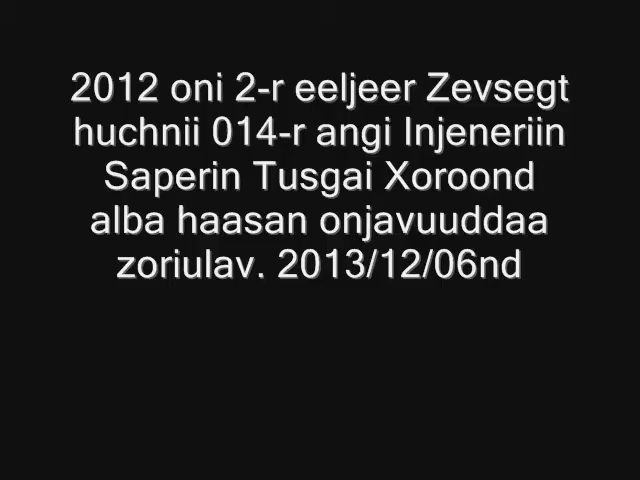 2012 oni 2-r eeljeer Zevsegt
huchnii 014-r angi Injeneriin
Saperin Tusgai Xoroond
alba haasan onjavuuddaa
zoriulav. 2013/12/06nd